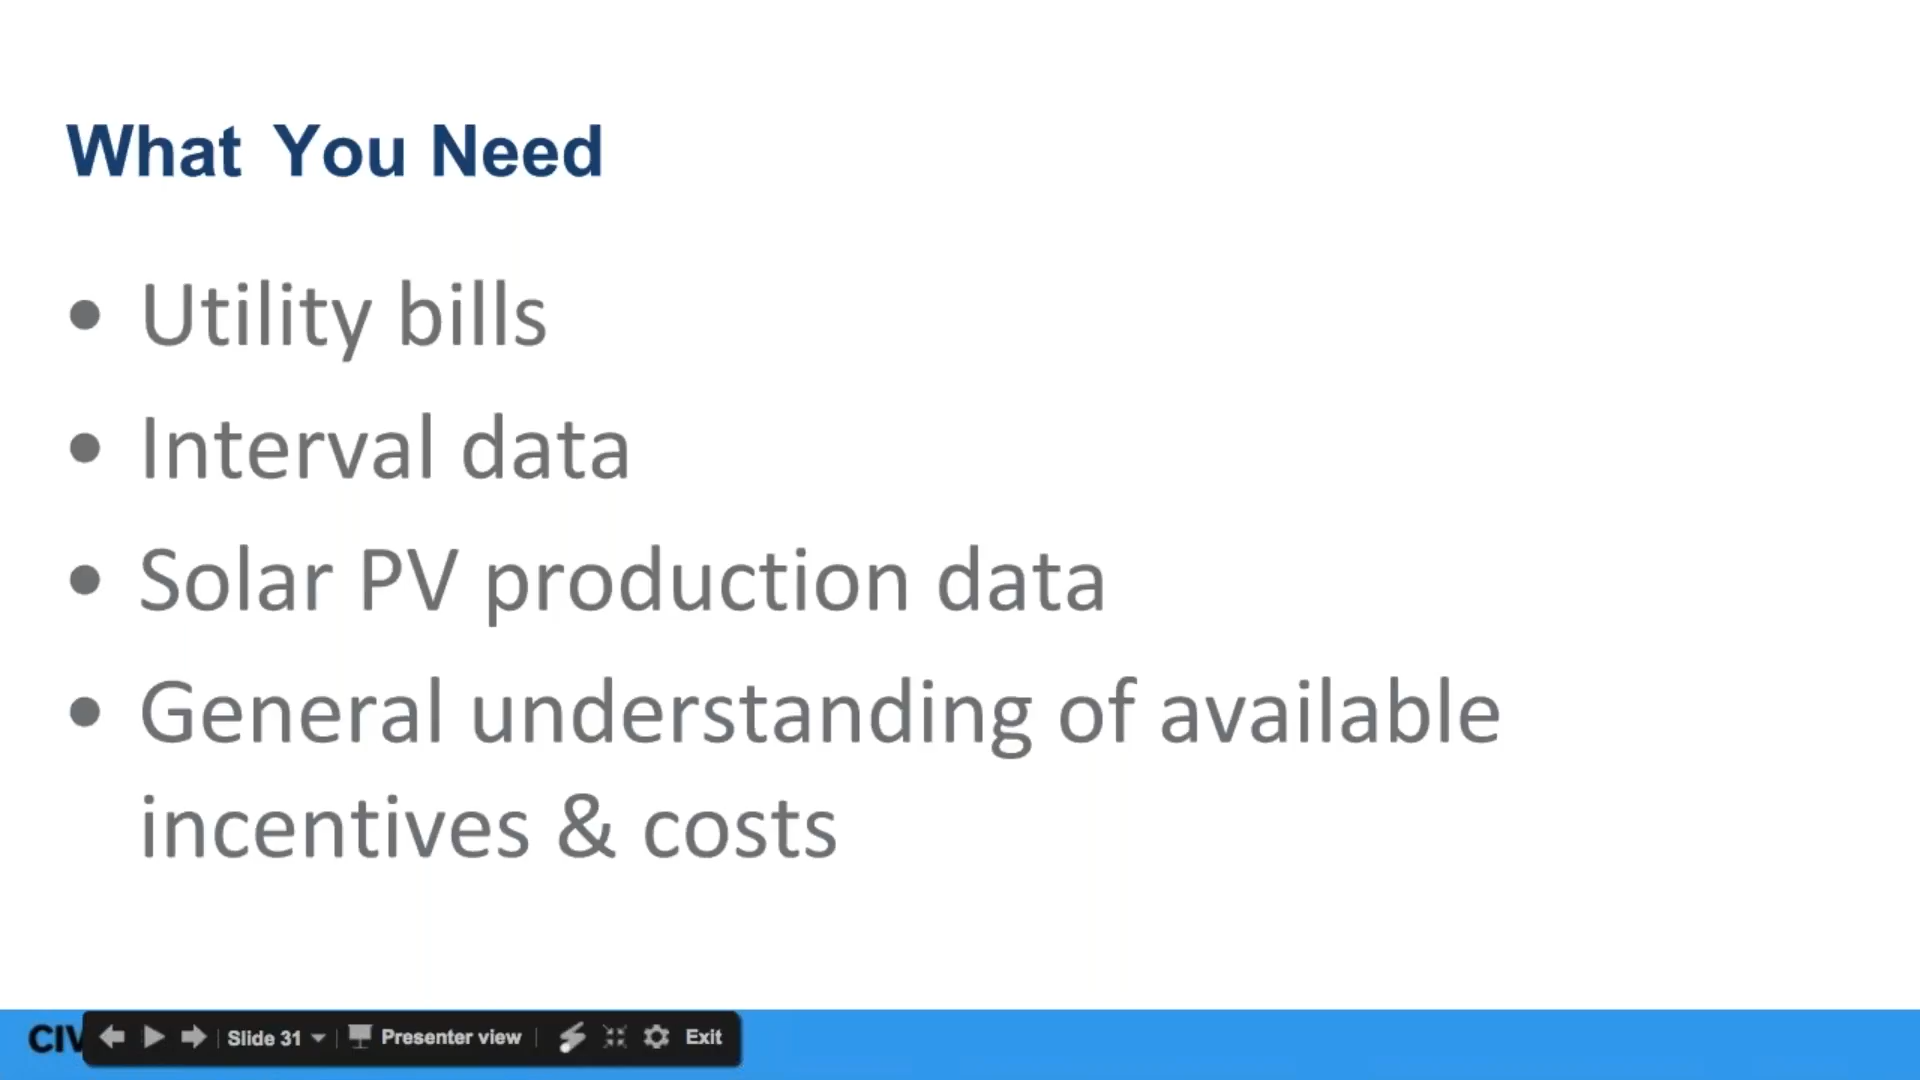 What You Need
• Utility bills
• Interval data
• Solar PV production data
• General understanding of available
incentives & costs
CIV
Slide 31
Presenter view
Exit